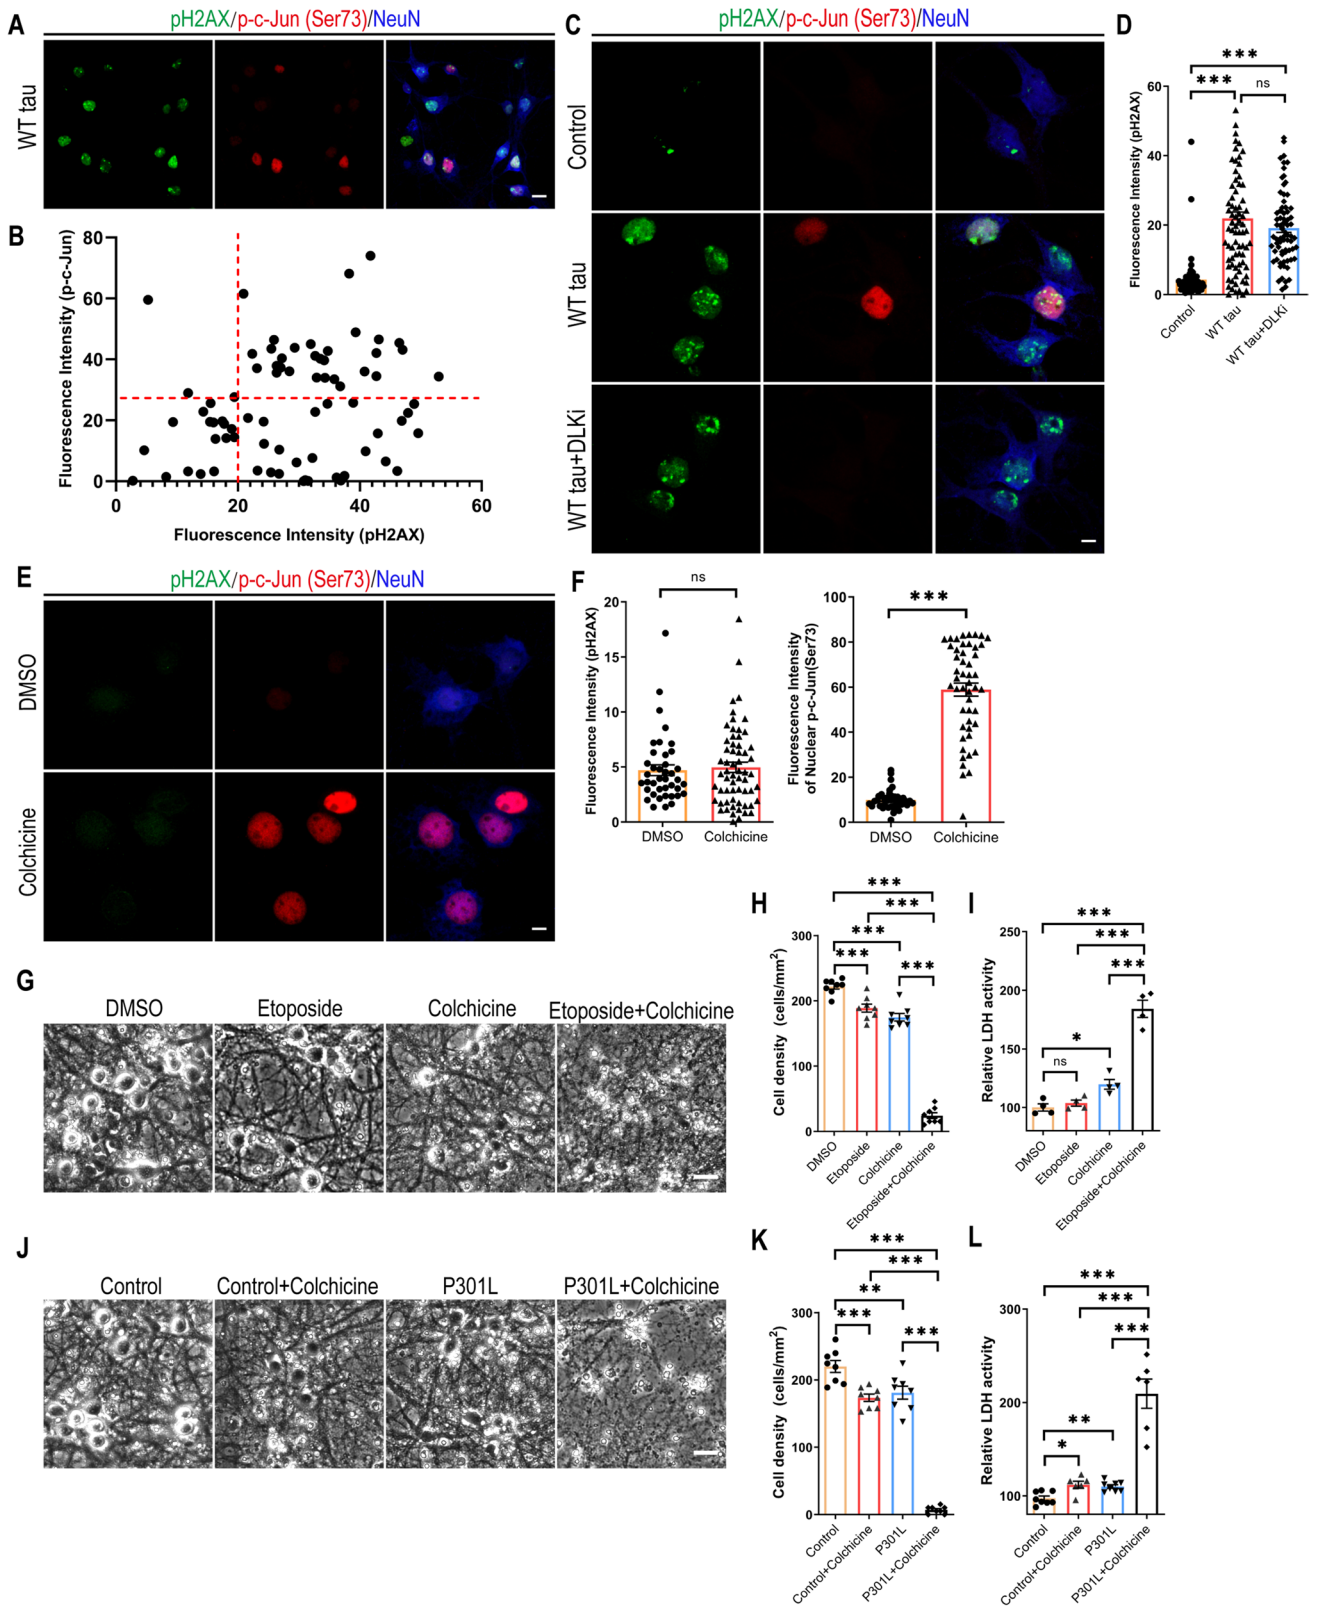 A
pH2AX/p-c-Jun (Ser73)/NeuN
WT tau
B
Fluorescence Intensity (p-c-Jun)
80
60
40
20
0
0 20 40 60
Fluorescence Intensity (pH2AX)
C
pH2AX/p-c-Jun (Ser73)/NeuN
Control
WT tau
WT tau+DLKi
D
***
*** ns
Fluorescence Intensity (pH2AX)
60
40
20
0
Control
WT tau
WT tau+DLKi
E
pH2AX/p-c-Jun (Ser73)/NeuN
DMSO
Colchicine
F
ns
Fluorescence Intensity (pH2AX)
20
15
10
5
0
DMSO Colchicine
***
Fluorescence Intensity
of Nuclear p-c-Jun(Ser73)
100
80
60
40
20
0
DMSO Colchicine
G
DMSO Etoposide Colchicine Etoposide+Colchicine
H
***
***
***
*** ***
Cell density (cells/mm²)
300
200
100
0
DMSO
Etoposide
Colchicine
Etoposide+Colchicine
I
***
***
***
*
ns
Relative LDH activity
250
200
150
100
DMSO
Etoposide
Colchicine
Etoposide+Colchicine
J
Control Control+Colchicine P301L P301L+Colchicine
K
***
***
**
***
***
Cell density (cells/mm²)
300
200
100
0
Control
Control+Colchicine
P301L
P301L+Colchicine
L
***
***
***
**
*
Relative LDH activity
300
200
100
Control
Control+Colchicine
P301L
P301L+Colchicine